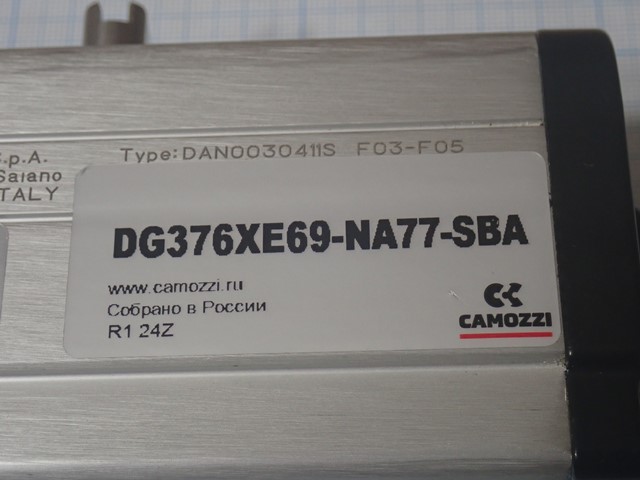 S.p.A.
Saiano
ITALY
Type:DAN0030411S F03-F05
DG376XE69-NA77-SBA
www.camozzi.ru
Собрано в России
R1 24Z
CAMOZZI